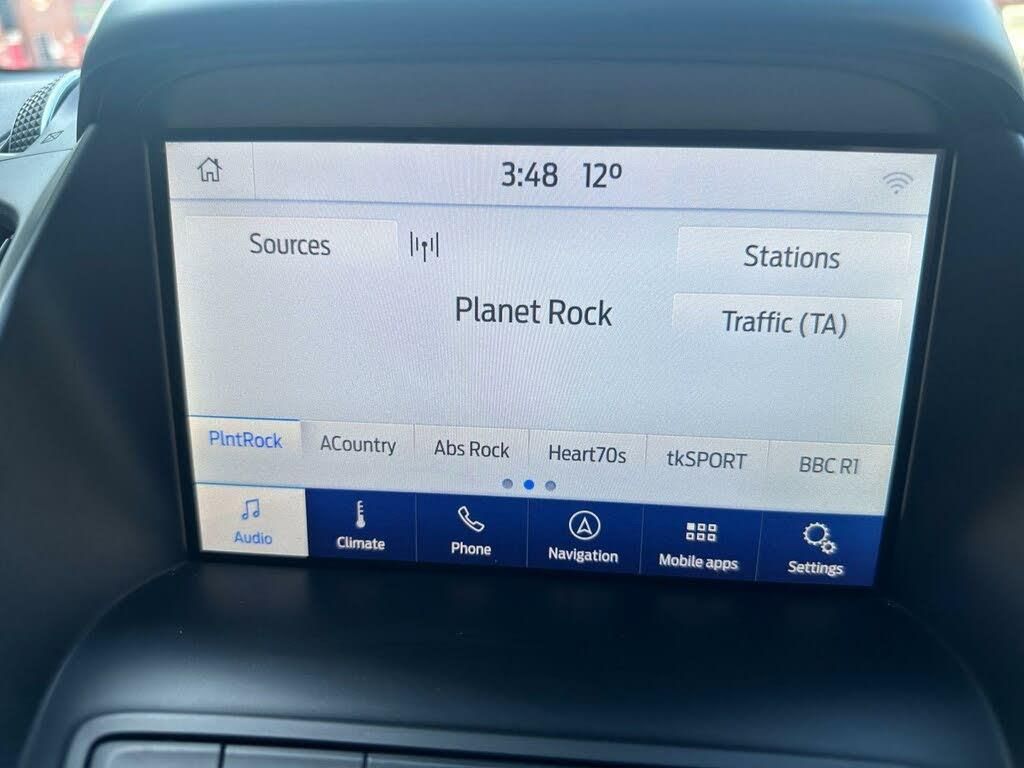 3:48 12º
Sources
Stations
Planet Rock
Traffic (TA)
PlntRock ACountry Abs Rock Heart70s tkSPORT BBC R1
Audio Climate Phone Navigation Mobile apps Settings